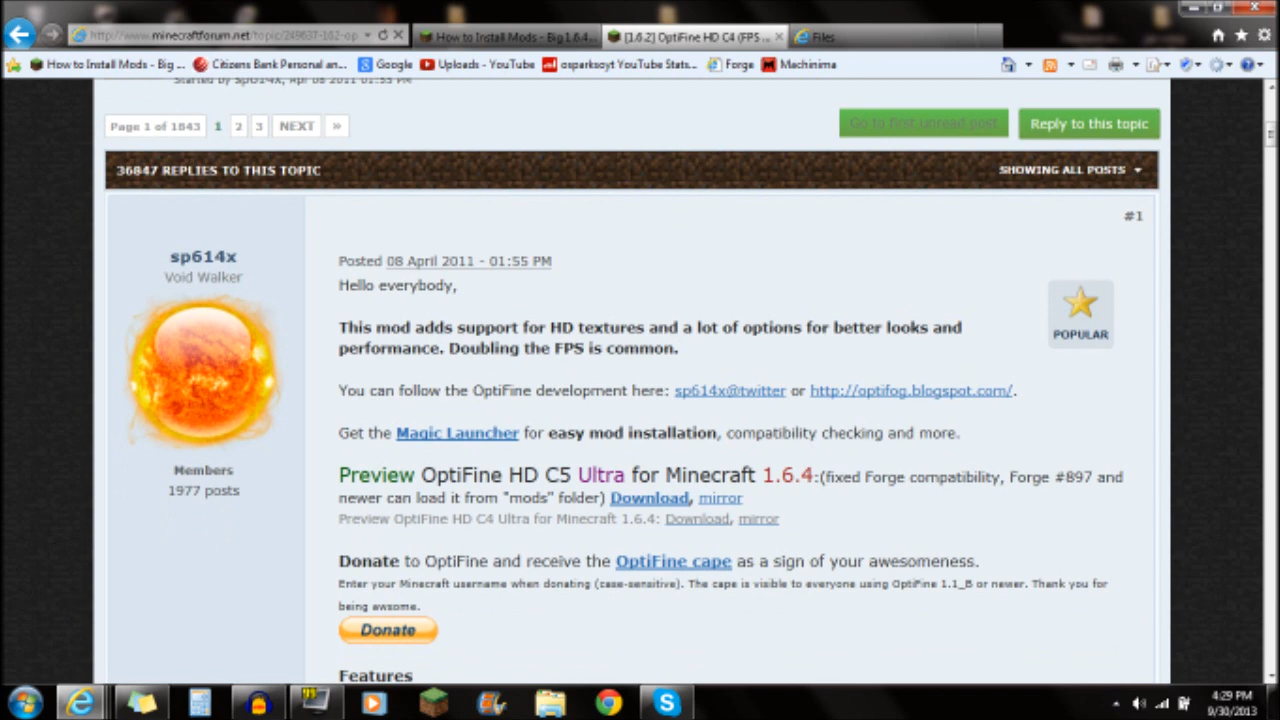 http://www.minecraftforum.net/topic/249637-162-op
How to Install Mods - Big 1.6.4...
[1.6.2] OptiFine HD C4 (FPS ...
Files
How to Install Mods - Big ...
Citizens Bank Personal an...
Google
Uploads - YouTube
osparksoyt YouTube Stats...
Forge
Machinima
Started by sp614x, Apr 08 2011 01:55 PM
Page 1 of 1843 1 2 3 NEXT »
Go to first unread post
Reply to this topic
36847 REPLIES TO THIS TOPIC
SHOWING ALL POSTS
#1
sp614x
Void Walker
Members
1977 posts
Posted 08 April 2011 - 01:55 PM
Hello everybody,
POPULAR
This mod adds support for HD textures and a lot of options for better looks and
performance. Doubling the FPS is common.
You can follow the OptiFine development here: sp614x@twitter or http://optifog.blogspot.com/.
Get the Magic Launcher for easy mod installation, compatibility checking and more.
Preview OptiFine HD C5 Ultra for Minecraft 1.6.4:(fixed Forge compatibility, Forge #897 and
newer can load it from "mods" folder) Download, mirror
Preview OptiFine HD C4 Ultra for Minecraft 1.6.4: Download, mirror
Donate to OptiFine and receive the OptiFine cape as a sign of your awesomeness.
Enter your Minecraft username when donating (case-sensitive). The cape is visible to everyone using OptiFine 1.1_B or newer. Thank you for
being awsome.
Donate
Features
4:29 PM
9/30/2013